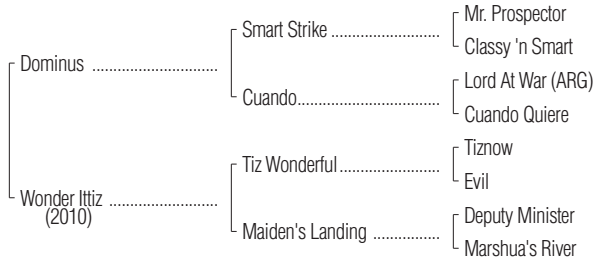 Mr. Prospector
Smart Strike ......................
Classy 'n Smart
Dominus .........................
Lord At War (ARG)
Cuando.............................
Cuando Quiere
Tiznow
Tiz Wonderful....................
Evil
Wonder Ittiz ......................
(2010)
Deputy Minister
Maiden's Landing .............
Marshua's River